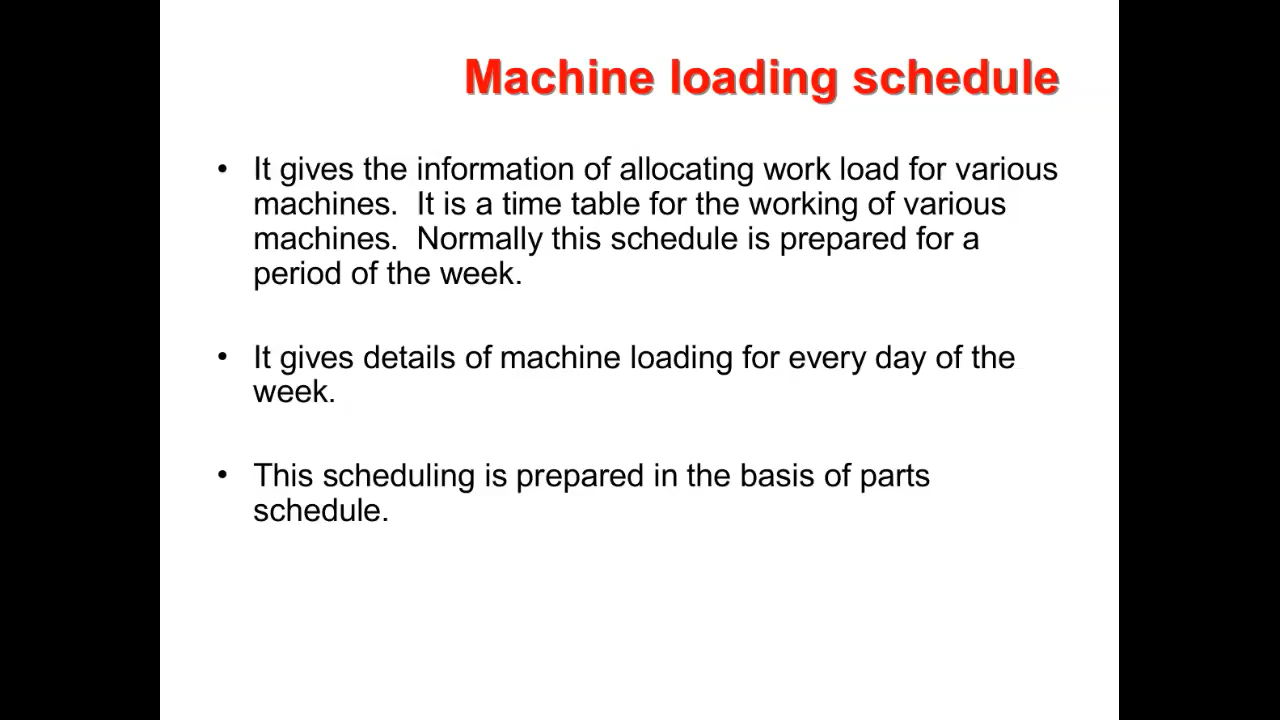 Machine loading schedule
• It gives the information of allocating work load for various
machines.  It is a time table for the working of various
machines.  Normally this schedule is prepared for a
period of the week.
• It gives details of machine loading for every day of the
week.
• This scheduling is prepared in the basis of parts
schedule.